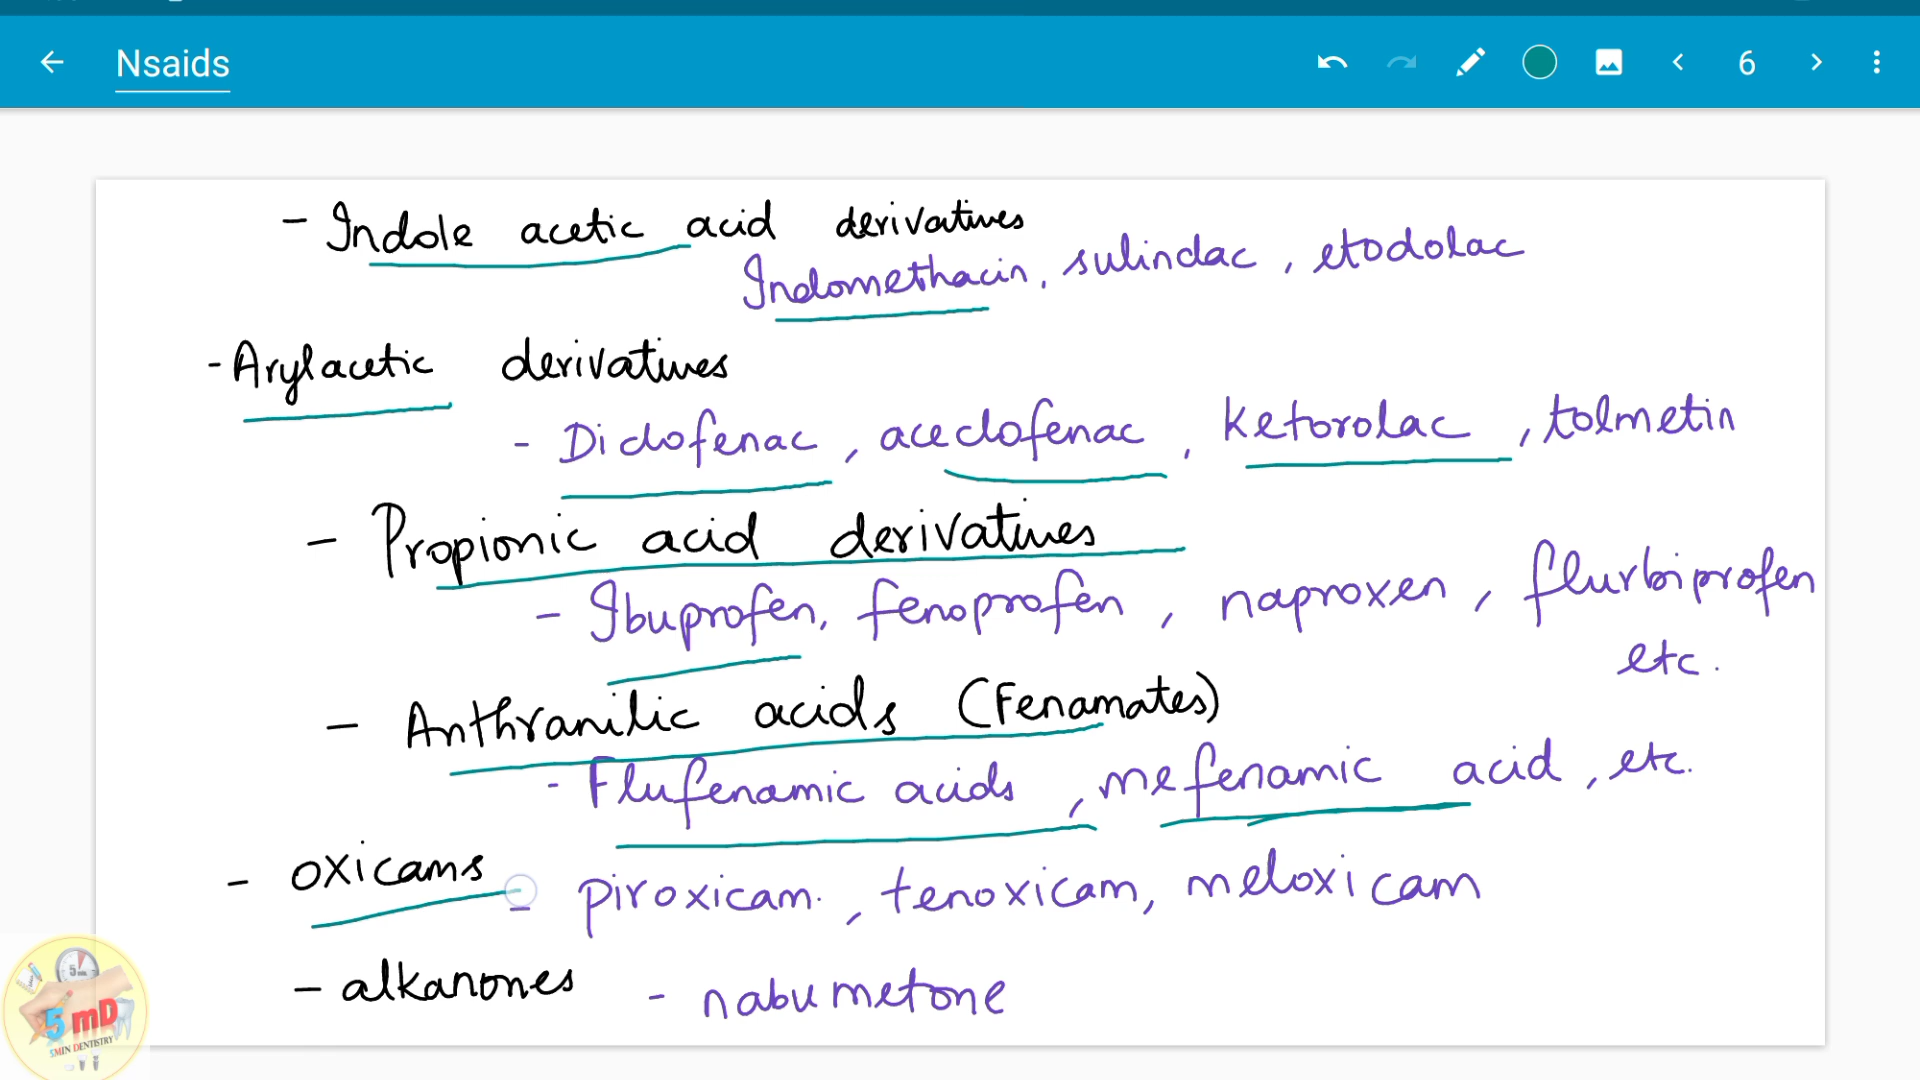 Nsaids
6
- Indole acetic acid derivatives
Indomethacin, sulindac, etodolac
- Arylacetic derivatives
- Diclofenac, aceclofenac, ketorolac, tolmetin
- Propionic acid derivatives
- Ibuprofen, fenoprofen, naproxen, flurbiprofen
etc.
- Anthranilic acids (Fenamates)
- Flufenamic acids, mefenamic acid, etc.
- oxicams - piroxicam, tenoxicam, meloxicam
- alkanones - nabumetone
5
5 mD
5MIN DENTISTRY